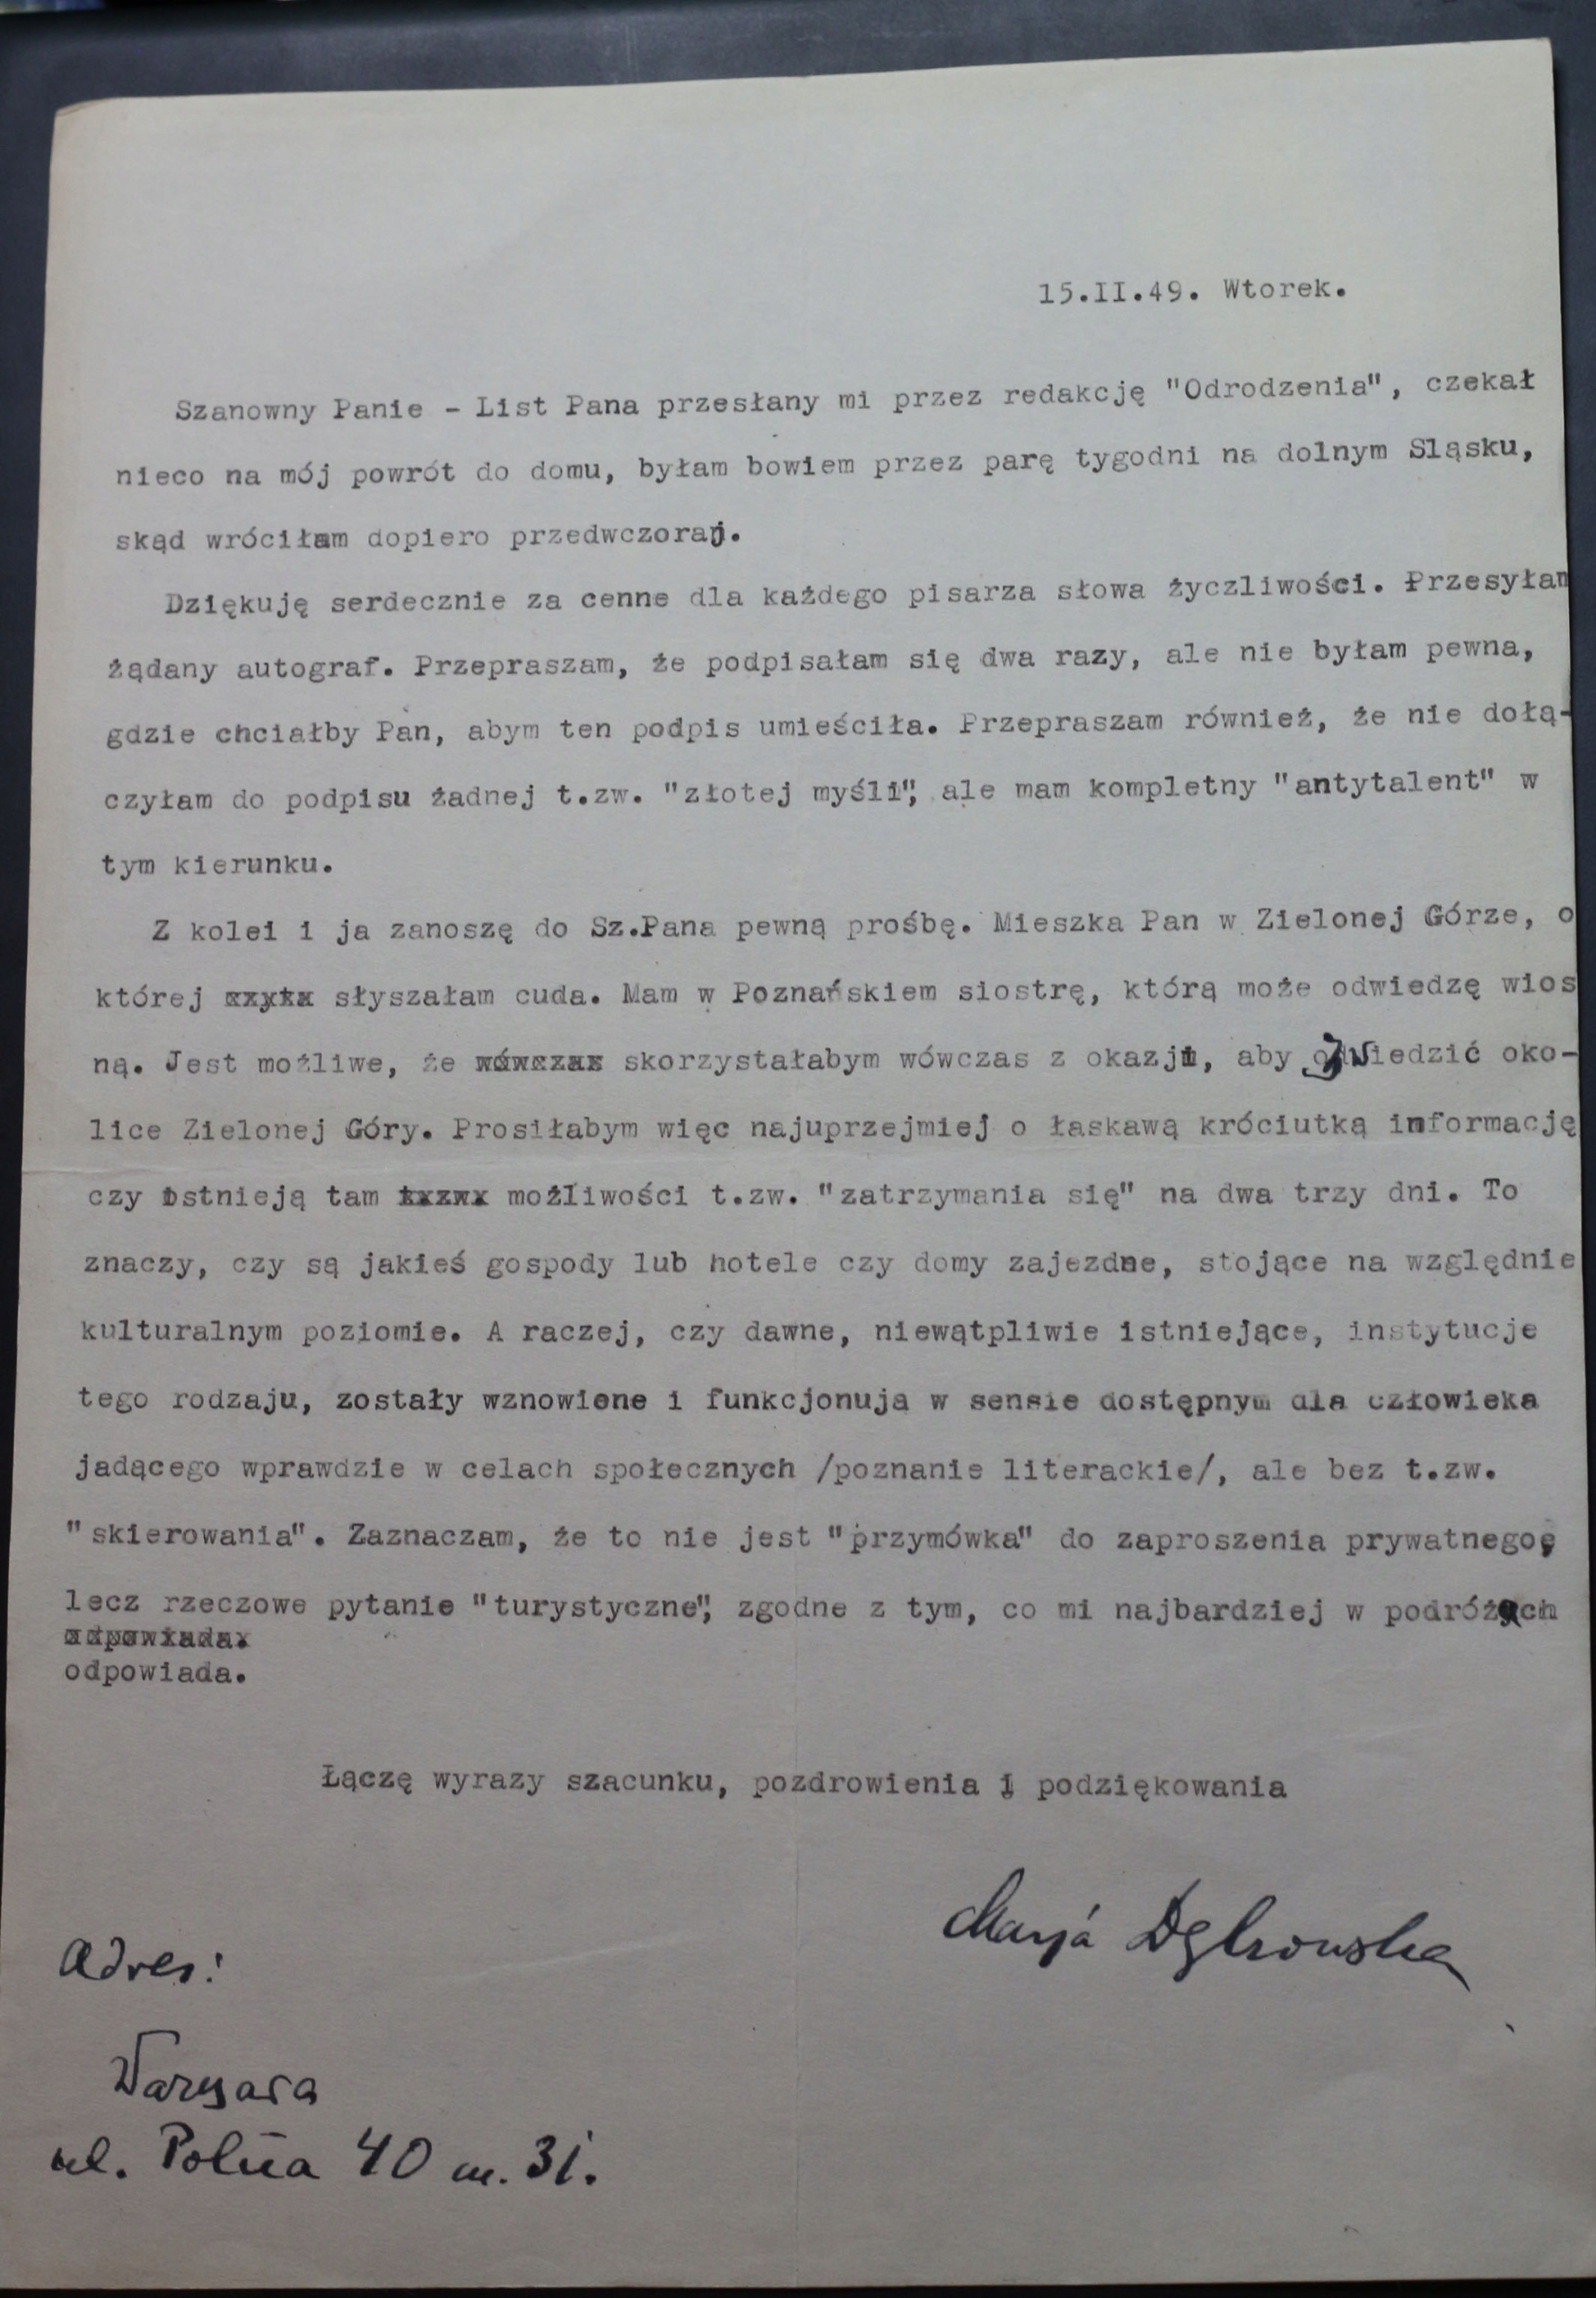 15.II.49. Wtorek.
Szanowny Panie - List Pana przesłany mi przez redakcję "Odrodzenia", czekał
nieco na mój powrót do domu, byłam bowiem przez parę tygodni na dolnym Sląsku,
skąd wróciłam dopiero przedwczoraj.
Dziękuję serdecznie za cenne dla każdego pisarza słowa życzliwości. Przesyłam
żądany autograf. Przepraszam, że podpisałam się dwa razy, ale nie byłam pewna,
gdzie chciałby Pan, abym ten podpis umieściła. Przepraszam również, że nie dołą-
czyłam do podpisu żadnej t.zw. "złotej myśli", ale mam kompletny "antytalent" w
tym kierunku.
Z kolei i ja zanoszę do Sz.Pana pewną prośbę. Mieszka Pan w Zielonej Górze, o
której słyszałam cuda. Mam w Poznańskiem siostrę, którą może odwiedzę wios
ną. Jest możliwe, że wówczas skorzystałabym wówczas z okazji, aby odwiedzić oko-
lice Zielonej Góry. Prosiłabym więc najuprzejmiej o łaskawą króciutką informację
czy istnieją tam możliwości t.zw. "zatrzymania się" na dwa trzy dni. To
znaczy, czy są jakieś gospody lub hotele czy domy zajezdne, stojące na względnie
kulturalnym poziomie. A raczej, czy dawne, niewątpliwie istniejące, instytucje
tego rodzaju, zostały wznowione i funkcjonują w sensie dostępnym dla człowieka
jadącego wprawdzie w celach społecznych /poznanie literackie/, ale bez t.zw.
"skierowania". Zaznaczam, że to nie jest "przymówka" do zaproszenia prywatnego,
lecz rzeczowe pytanie "turystyczne", zgodne z tym, co mi najbardziej w podróżach
odpowiada.
odpowiada.
Łączę wyrazy szacunku, pozdrowienia i podziękowania
Marja Dąbrowska
Adres:
Warszawa
ul. Polna 40 m. 31.